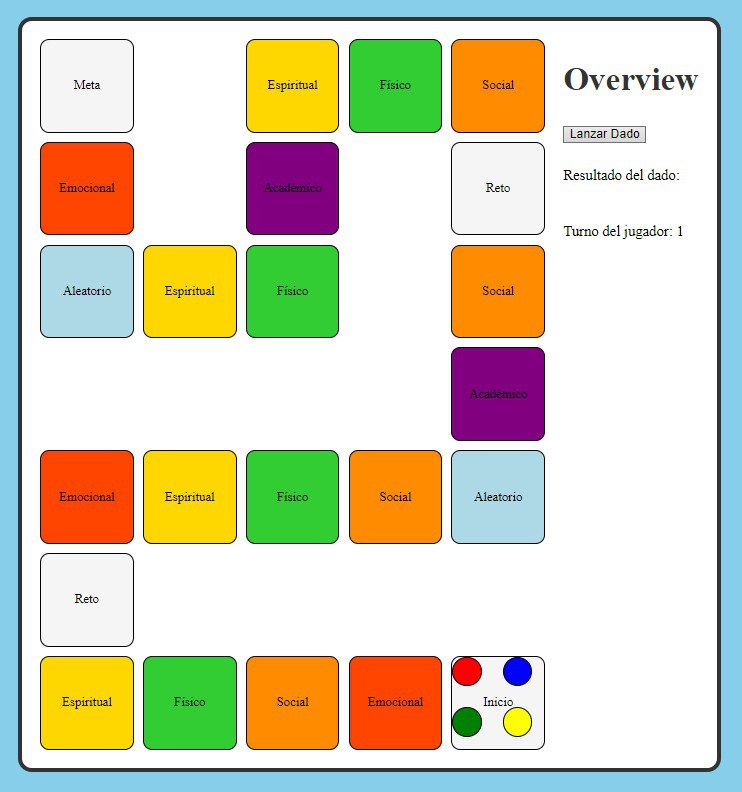 Meta
Espiritual
Físico
Social
Overview
Lanzar Dado
Emocional
Académico
Reto
Resultado del dado:
Turno del jugador: 1
Aleatorio
Espiritual
Físico
Social
Académico
Emocional
Espiritual
Físico
Social
Aleatorio
Reto
Espiritual
Físico
Social
Emocional
Inicio